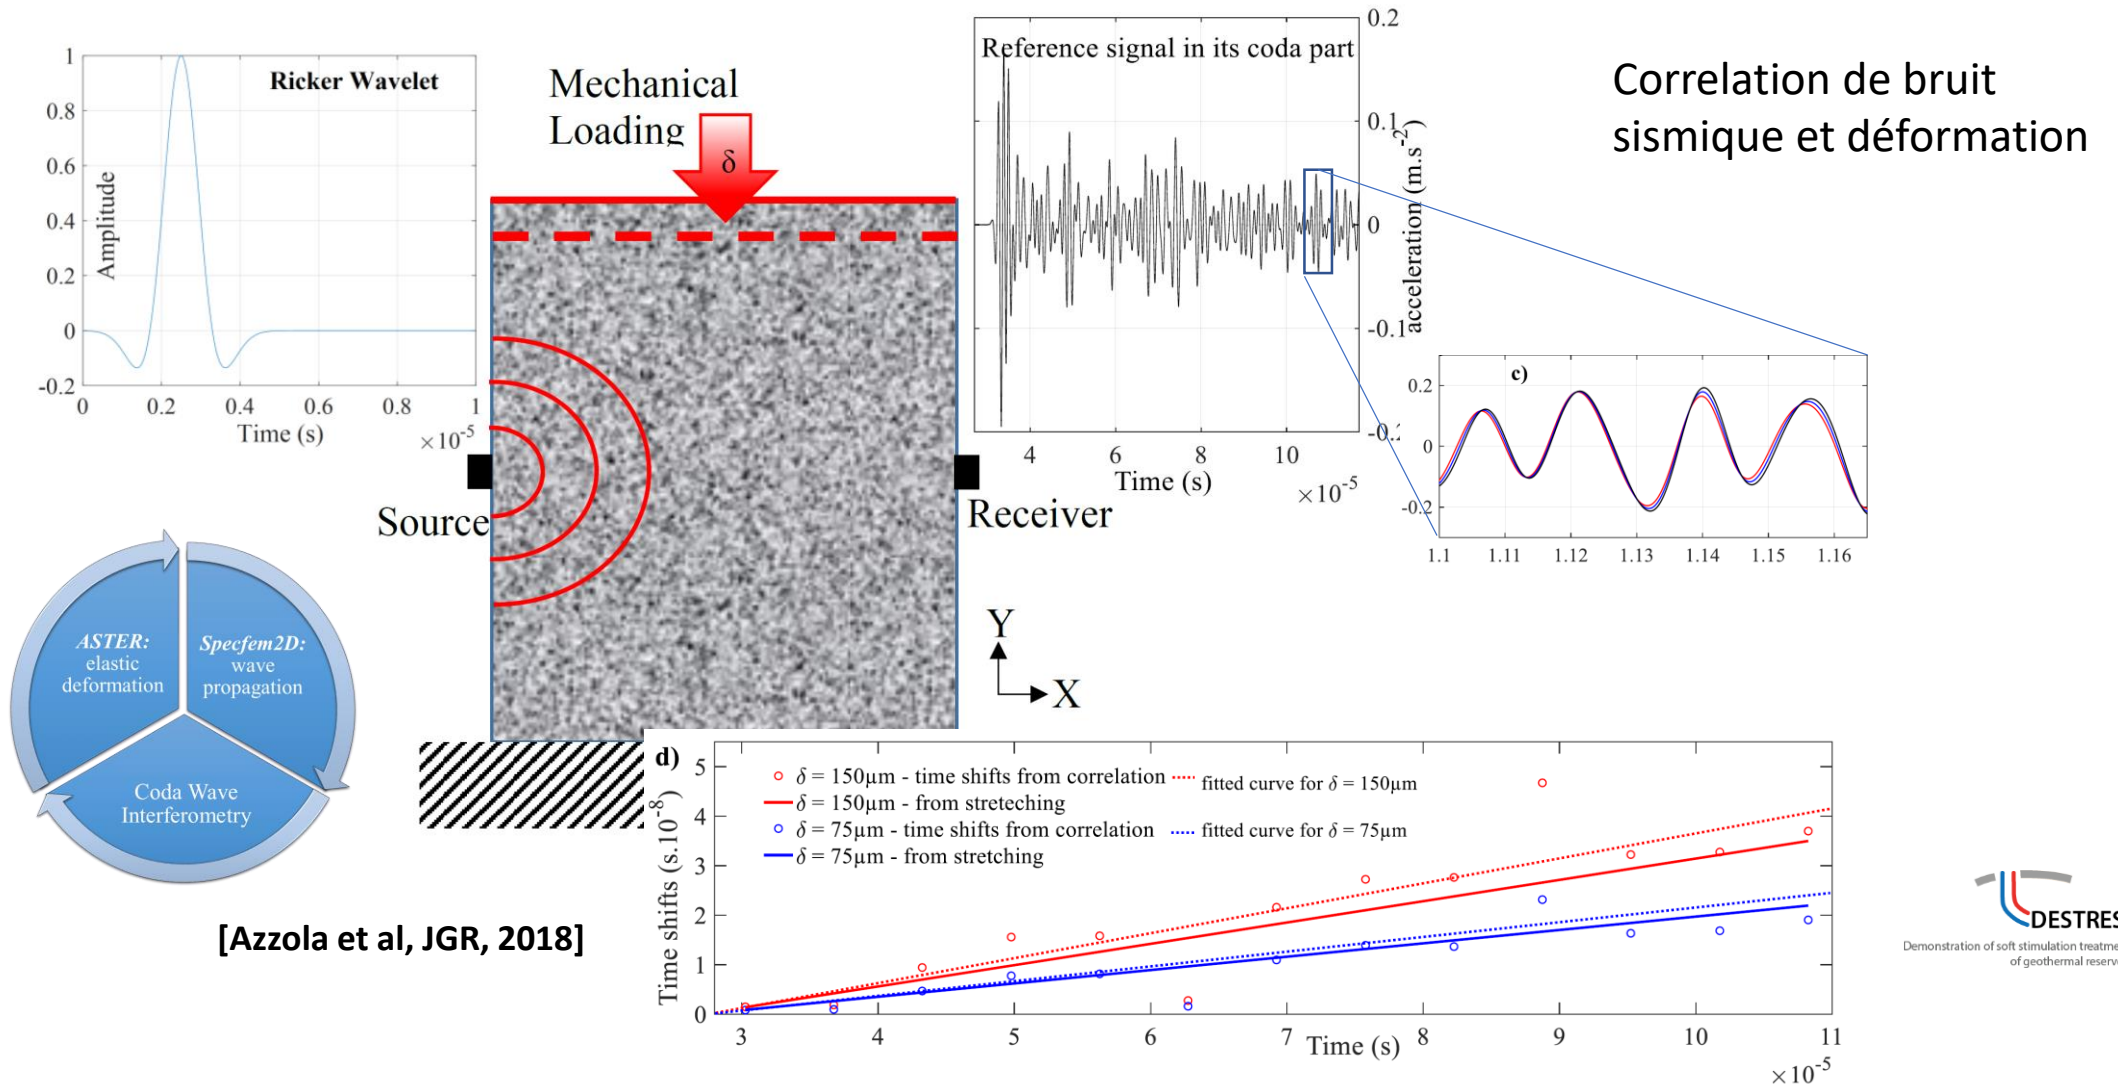 Correlation de bruit
sismique et déformation
Ricker Wavelet
Amplitude
1
0.8
0.6
0.4
0.2
0
-0.2
0 0.2 0.4 0.6 0.8 1
Time (s)
×10-5
Mechanical
Loading
δ
Source
Receiver
Y
X
Reference signal in its coda part
0.2
0.1
0
-0.1
acceleration (m.s-2)
4 6 8 10
Time (s)
×10-5
c)
0.2
0
-0.2
1.1 1.11 1.12 1.13 1.14 1.15 1.16
ASTER:
elastic
deformation
Specfem2D:
wave
propagation
Coda Wave
Interferometry
[Azzola et al, JGR, 2018]
d)
δ = 150µm - time shifts from correlation
fitted curve for δ = 150µm
δ = 150µm - from streteching
δ = 75µm - time shifts from correlation
fitted curve for δ = 75µm
δ = 75µm - from stretching
Time shifts (s.10-8)
5
4
3
2
1
0
3 4 5 6 7 8 9 10 11
Time (s)
×10-5
DESTRES
Demonstration of soft stimulation treatme
of geothermal reserv